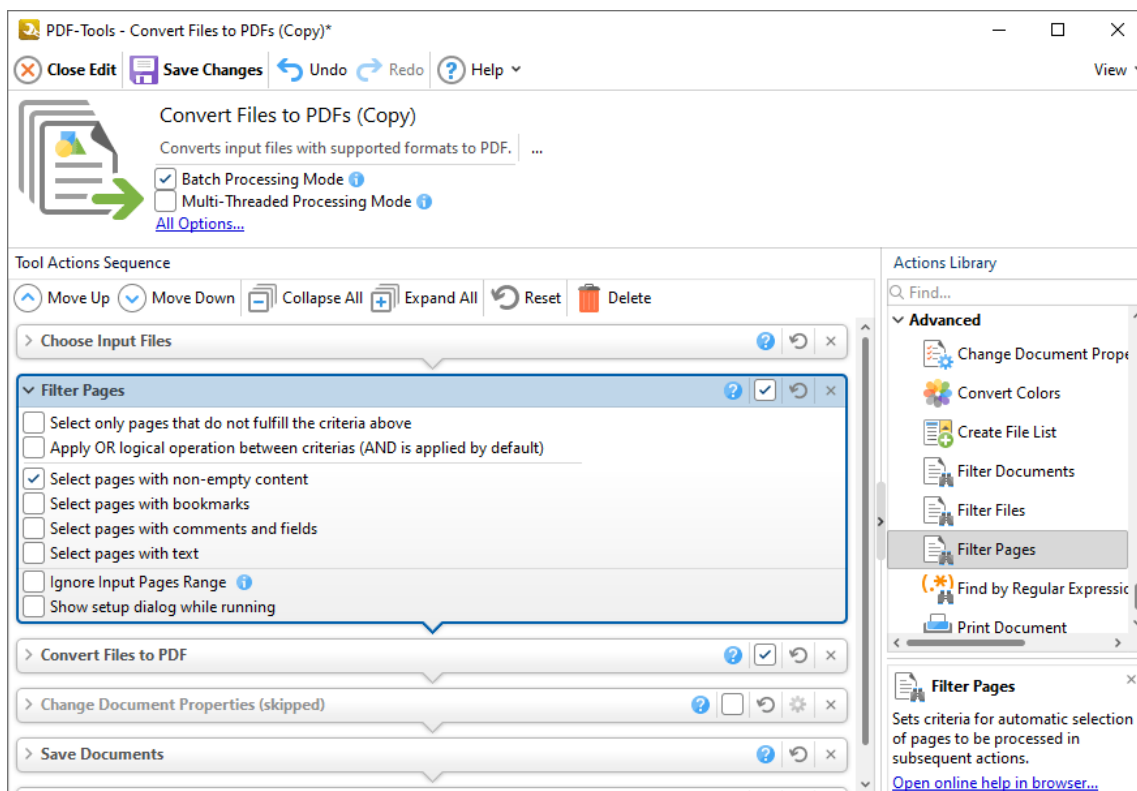 PDF-Tools - Convert Files to PDFs (Copy)*
Close Edit Save Changes Undo Redo Help View
Convert Files to PDFs (Copy)
Converts input files with supported formats to PDF. ...
Batch Processing Mode
Multi-Threaded Processing Mode
All Options...
Tool Actions Sequence
Move Up Move Down Collapse All Expand All Reset Delete
Choose Input Files
Filter Pages
Select only pages that do not fulfill the criteria above
Apply OR logical operation between criterias (AND is applied by default)
Select pages with non-empty content
Select pages with bookmarks
Select pages with comments and fields
Select pages with text
Ignore Input Pages Range
Show setup dialog while running
Convert Files to PDF
Change Document Properties (skipped)
Save Documents
Actions Library
Find...
Advanced
Change Document Prope
Convert Colors
Create File List
Filter Documents
Filter Files
Filter Pages
Find by Regular Expressic
Print Document
Filter Pages
Sets criteria for automatic selection
of pages to be processed in
subsequent actions.
Open online help in browser...